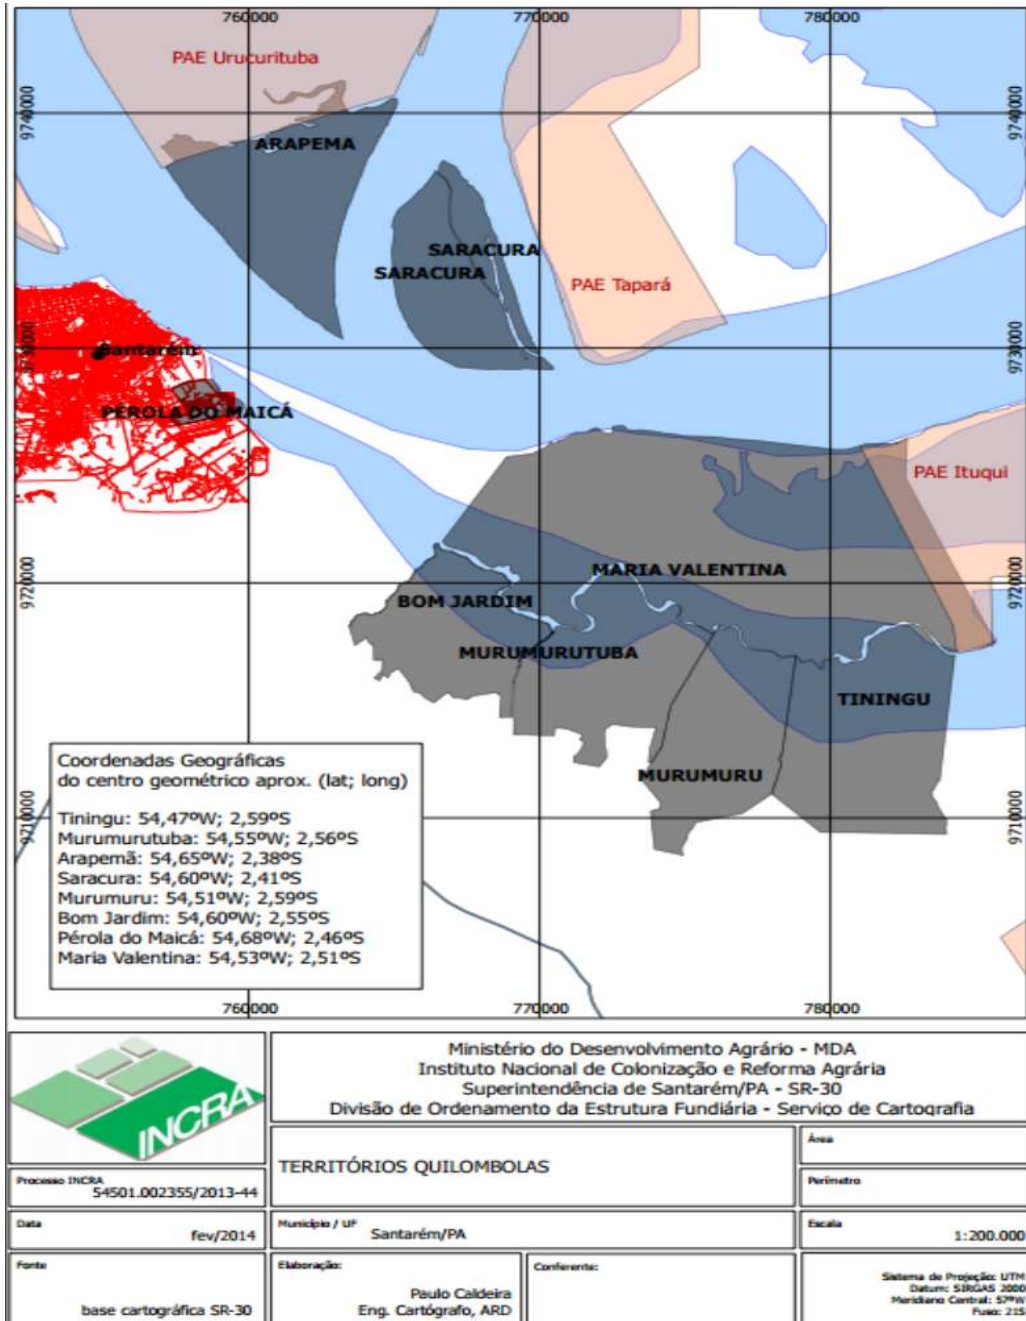 760000
770000
780000
PAE Urucurituba
9740000
9740000
ARAPEMA
SARACURA
SARACURA
PAE Tapará
9730000
9730000
Santarém
PÉROLA DO MAICÁ
PAE Ituqui
9720000
9720000
MARIA VALENTINA
BOM JARDIM
MURUMURUTUBA
TININGU
MURUMURU
9710000
9710000
Coordenadas Geográficas
do centro geométrico aprox. (lat; long)
Tiningu: 54,47ºW; 2,59ºS
Murumurutuba: 54,55ºW; 2,56ºS
Arapemã: 54,65ºW; 2,38ºS
Saracura: 54,60ºW; 2,41ºS
Murumuru: 54,51ºW; 2,59ºS
Bom Jardim: 54,60ºW; 2,55ºS
Pérola do Maicá: 54,68ºW; 2,46ºS
Maria Valentina: 54,53ºW; 2,51ºS
760000
770000
780000
INCRA
Ministério do Desenvolvimento Agrário - MDA
Instituto Nacional de Colonização e Reforma Agrária
Superintendência de Santarém/PA - SR-30
Divisão de Ordenamento da Estrutura Fundiária - Serviço de Cartografia
TERRITÓRIOS QUILOMBOLAS
Área
Perímetro
Processo INCRA
54501.002355/2013-44
Data
fev/2014
Município / UF
Santarém/PA
Escala
1:200.000
Fonte
base cartográfica SR-30
Elaboração:
Paulo Caldeira
Eng. Cartógrafo, ARD
Conferente:
Sistema de Projeção: UTM
Datum: SIRGAS 2000
Meridiano Central: 57ºW
Fuso: 21S